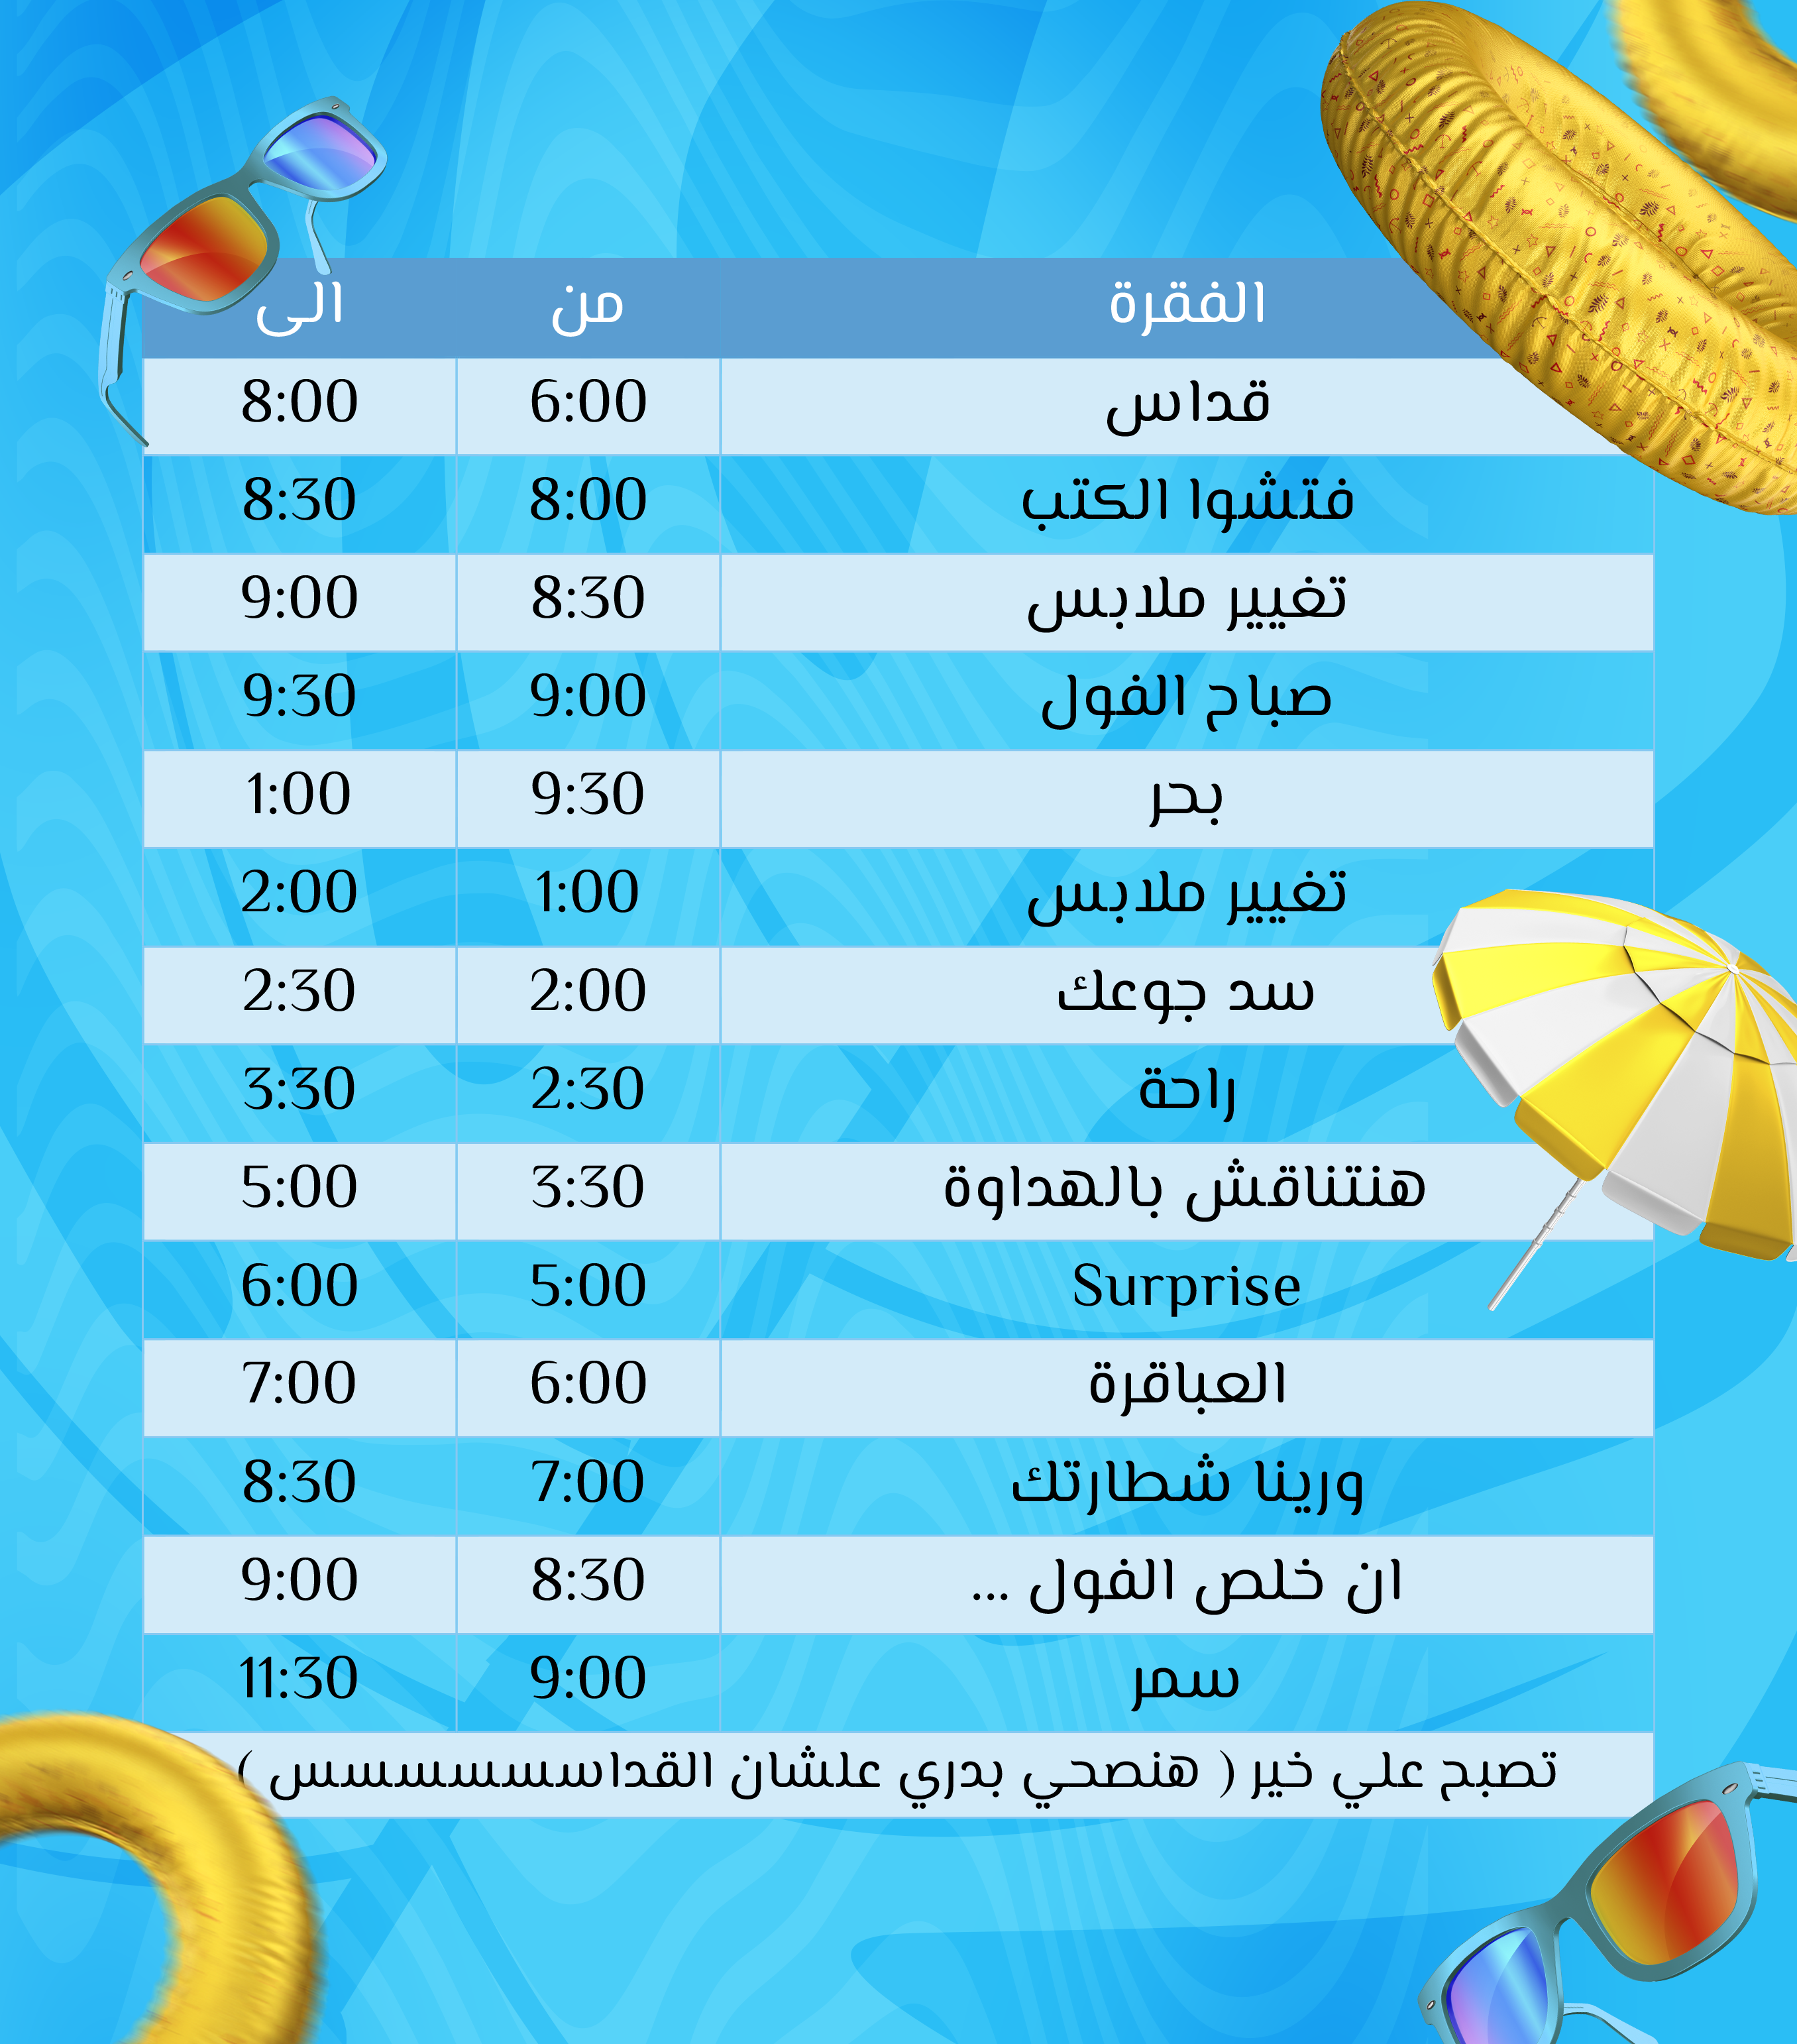 الفقرة من الى
قداس 6:00 8:00
فتشوا الكتب 8:00 8:30
تغيير ملابس 8:30 9:00
صباح الفول 9:00 9:30
بحر 9:30 1:00
تغيير ملابس 1:00 2:00
سد جوعك 2:00 2:30
راحة 2:30 3:30
هنتناقش بالهداوة 3:30 5:00
Surprise 5:00 6:00
العباقرة 6:00 7:00
ورينا شطارتك 7:00 8:30
ان خلص الفول ... 8:30 9:00
سمر 9:00 11:30
تصبح علي خير ( هنصحي بدري علشان القداسسسسسس )